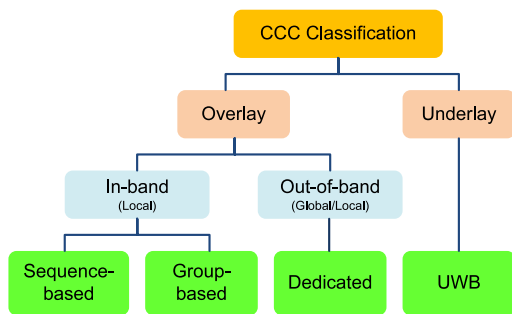 CCC Classification
Overlay
Underlay
In-band
(Local)
Out-of-band
(Global/Local)
Sequence-
based
Group-
based
Dedicated
UWB